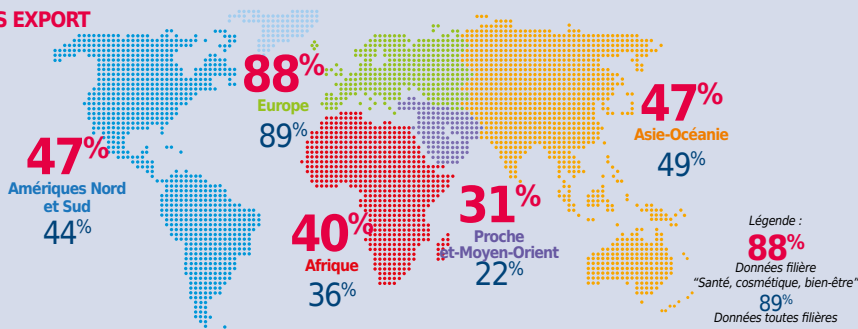 S EXPORT
88%
Europe
89%
47%
Asie-Océanie
49%
47%
Amériques Nord
et Sud
44%
40%
Afrique
36%
31%
Proche
et-Moyen-Orient
22%
Légende :
88%
Données filière
"Santé, cosmétique, bien-être"
89%
Données toutes filières